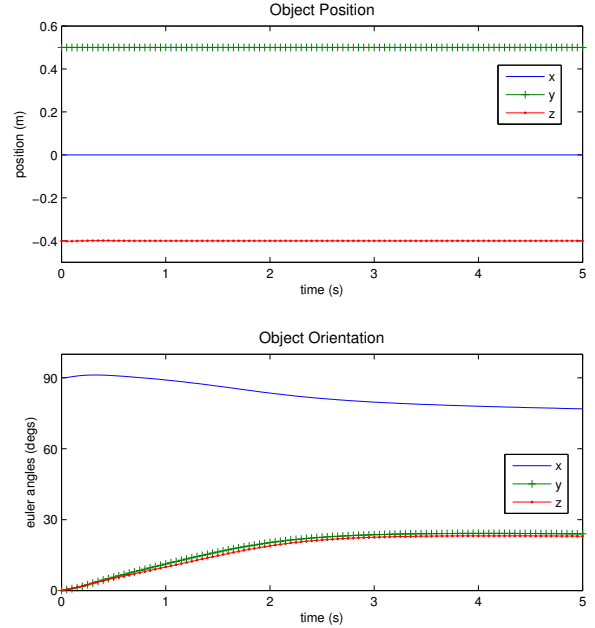 Object Position
0.6
0.4
0.2
0
−0.2
−0.4
position (m)
x
y
z
0 1 2 3 4 5
time (s)
Object Orientation
90
60
30
0
euler angles (degs)
x
y
z
0 1 2 3 4 5
time (s)